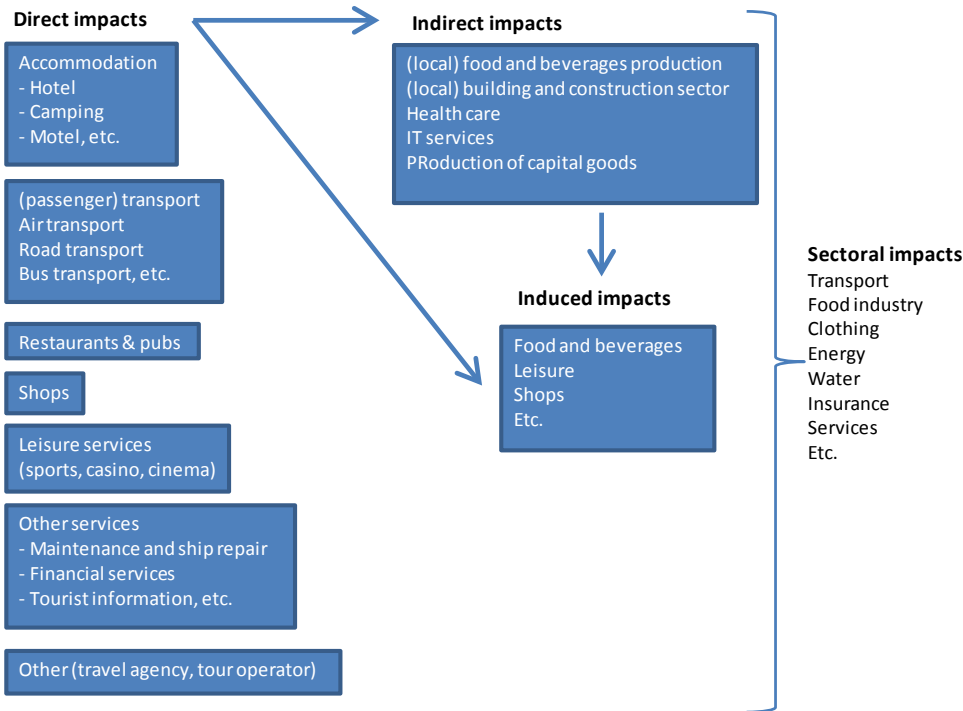 Direct impacts
Accommodation
- Hotel
- Camping
- Motel, etc.
(passenger) transport
Air transport
Road transport
Bus transport, etc.
Restaurants & pubs
Shops
Leisure services
(sports, casino, cinema)
Other services
- Maintenance and ship repair
- Financial services
- Tourist information, etc.
Other (travel agency, tour operator)
Indirect impacts
(local) food and beverages production
(local) building and construction sector
Health care
IT services
PRoduction of capital goods
Induced impacts
Food and beverages
Leisure
Shops
Etc.
Sectoral impacts
Transport
Food industry
Clothing
Energy
Water
Insurance
Services
Etc.